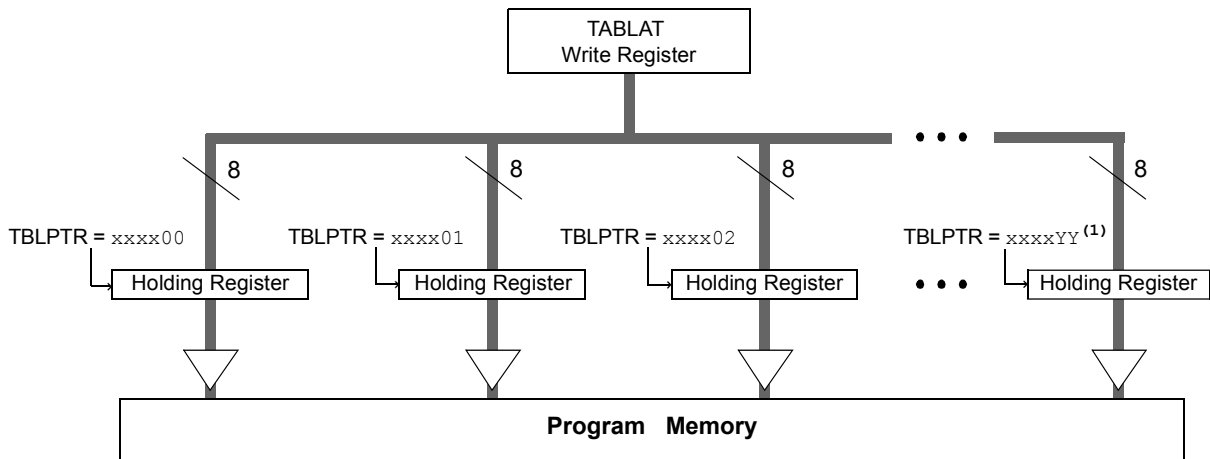 TABLAT
Write Register
8 8 8 8
TBLPTR = xxxx00 TBLPTR = xxxx01 TBLPTR = xxxx02 TBLPTR = xxxxYY(1)
Holding Register Holding Register Holding Register Holding Register
Program Memory